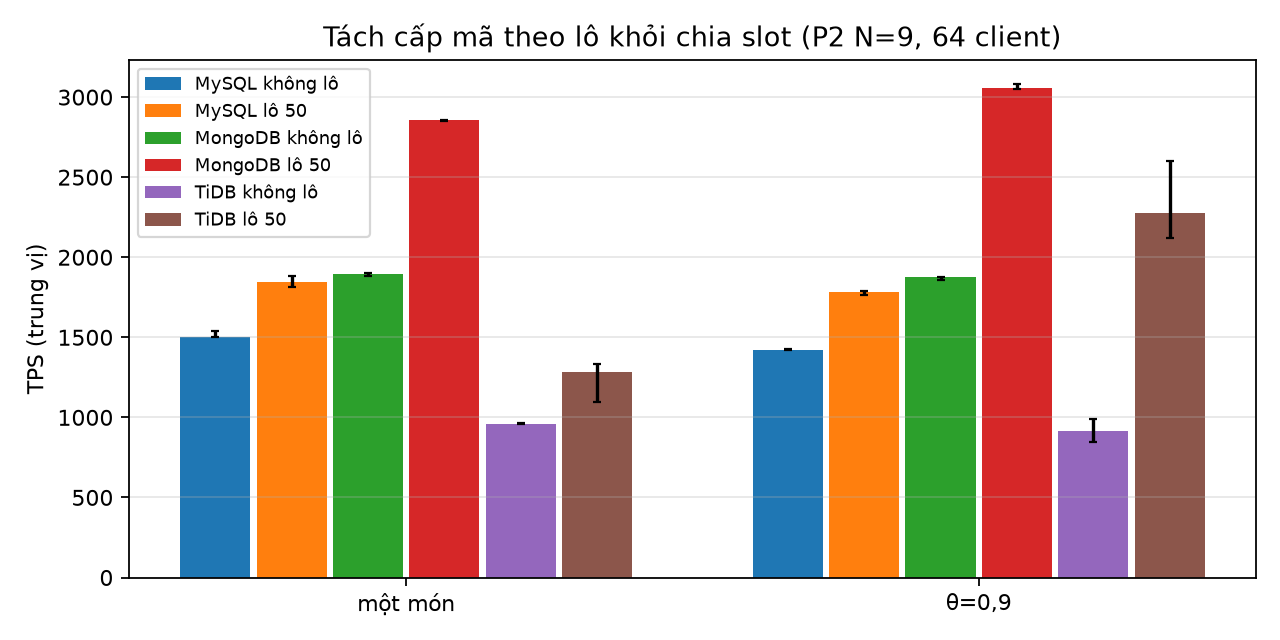 Tách cấp mã theo lô khỏi chia slot (P2 N=9, 64 client)
MySQL không lô
MySQL lô 50
MongoDB không lô
MongoDB lô 50
TiDB không lô
TiDB lô 50
TPS (trung vị)
3000
2500
2000
1500
1000
500
0
một món
θ=0,9